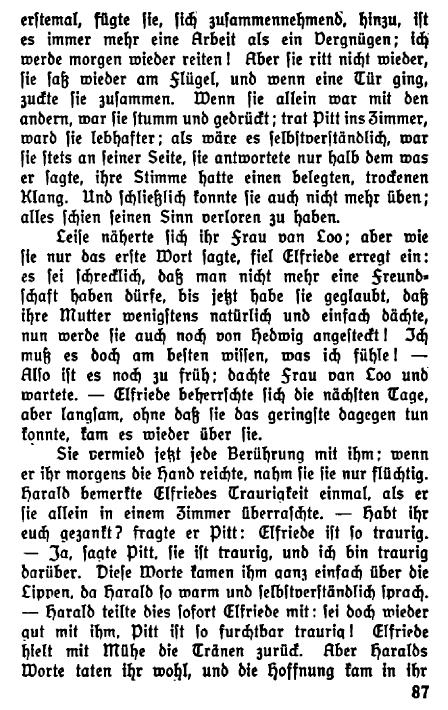 erstemal, fügte sie, sich zusammennehmend, hinzu, ist
es immer mehr eine Arbeit als ein Vergnügen; ich
werde morgen wieder reiten! Aber sie ritt nicht wieder,
sie saß wieder am Flügel, und wenn eine Tür ging,
zuckte sie zusammen. Wenn sie allein war mit den
andern, war sie stumm und gedrückt; trat Pitt ins Zimmer,
ward sie lebhafter; als wäre es selbstverständlich, war
sie stets an seiner Seite, sie antwortete nur halb dem was
er sagte, ihre Stimme hatte einen belegten, trockenen
Klang. Und schließlich konnte sie auch nicht mehr üben;
alles schien seinen Sinn verloren zu haben.
Leise näherte sich ihr Frau van Loo; aber wie
sie nur das erste Wort sagte, fiel Elfriede erregt ein:
es sei schrecklich, daß man nicht mehr eine Freund-
schaft haben dürfe, bis jetzt habe sie geglaubt, daß
ihre Mutter wenigstens natürlich und einfach dächte,
nun werde sie auch noch von Hedwig angesteckt! Ich
muß es doch am besten wissen, was ich fühle! —
Also ist es noch zu früh; dachte Frau van Loo und
wartete. — Elfriede beherrschte sich die nächsten Tage,
aber langsam, ohne daß sie das geringste dagegen tun
konnte, kam es wieder über sie.
Sie vermied jetzt jede Berührung mit ihm; wenn
er ihr morgens die Hand reichte, nahm sie sie nur flüchtig.
Harald bemerkte Elfriedes Traurigkeit einmal, als er
sie allein in einem Zimmer überraschte. — Habt ihr
euch gezankt? fragte er Pitt: Elfriede ist so traurig.
— Ja, sagte Pitt, sie ist traurig, und ich bin traurig
darüber. Diese Worte kamen ihm ganz einfach über die
Lippen, da Harald so warm und selbstverständlich sprach.
— Harald teilte dies sofort Elfriede mit: sei doch wieder
gut mit ihm, Pitt ist so furchtbar traurig! Elfriede
hielt mit Mühe die Tränen zurück. Aber Haralds
Worte taten ihr wohl, und die Hoffnung kam in ihr
87